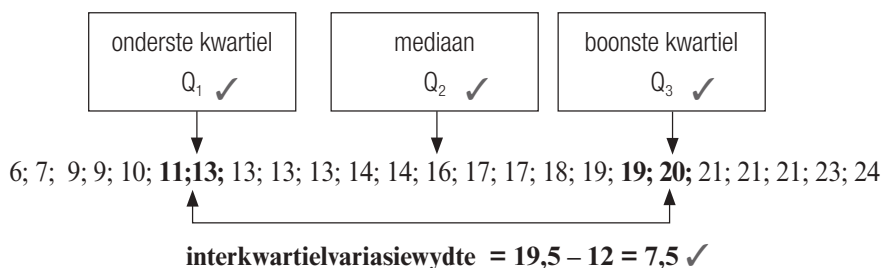 onderste kwartiel mediaan boonste kwartiel
Q₁ ✓ Q₂ ✓ Q₃ ✓
6; 7; 9; 9; 10; 11;13; 13; 13; 13; 14; 14; 16; 17; 17; 18; 19; 19; 20; 21; 21; 21; 23; 24
interkwartielvariasiewydte = 19,5 – 12 = 7,5 ✓